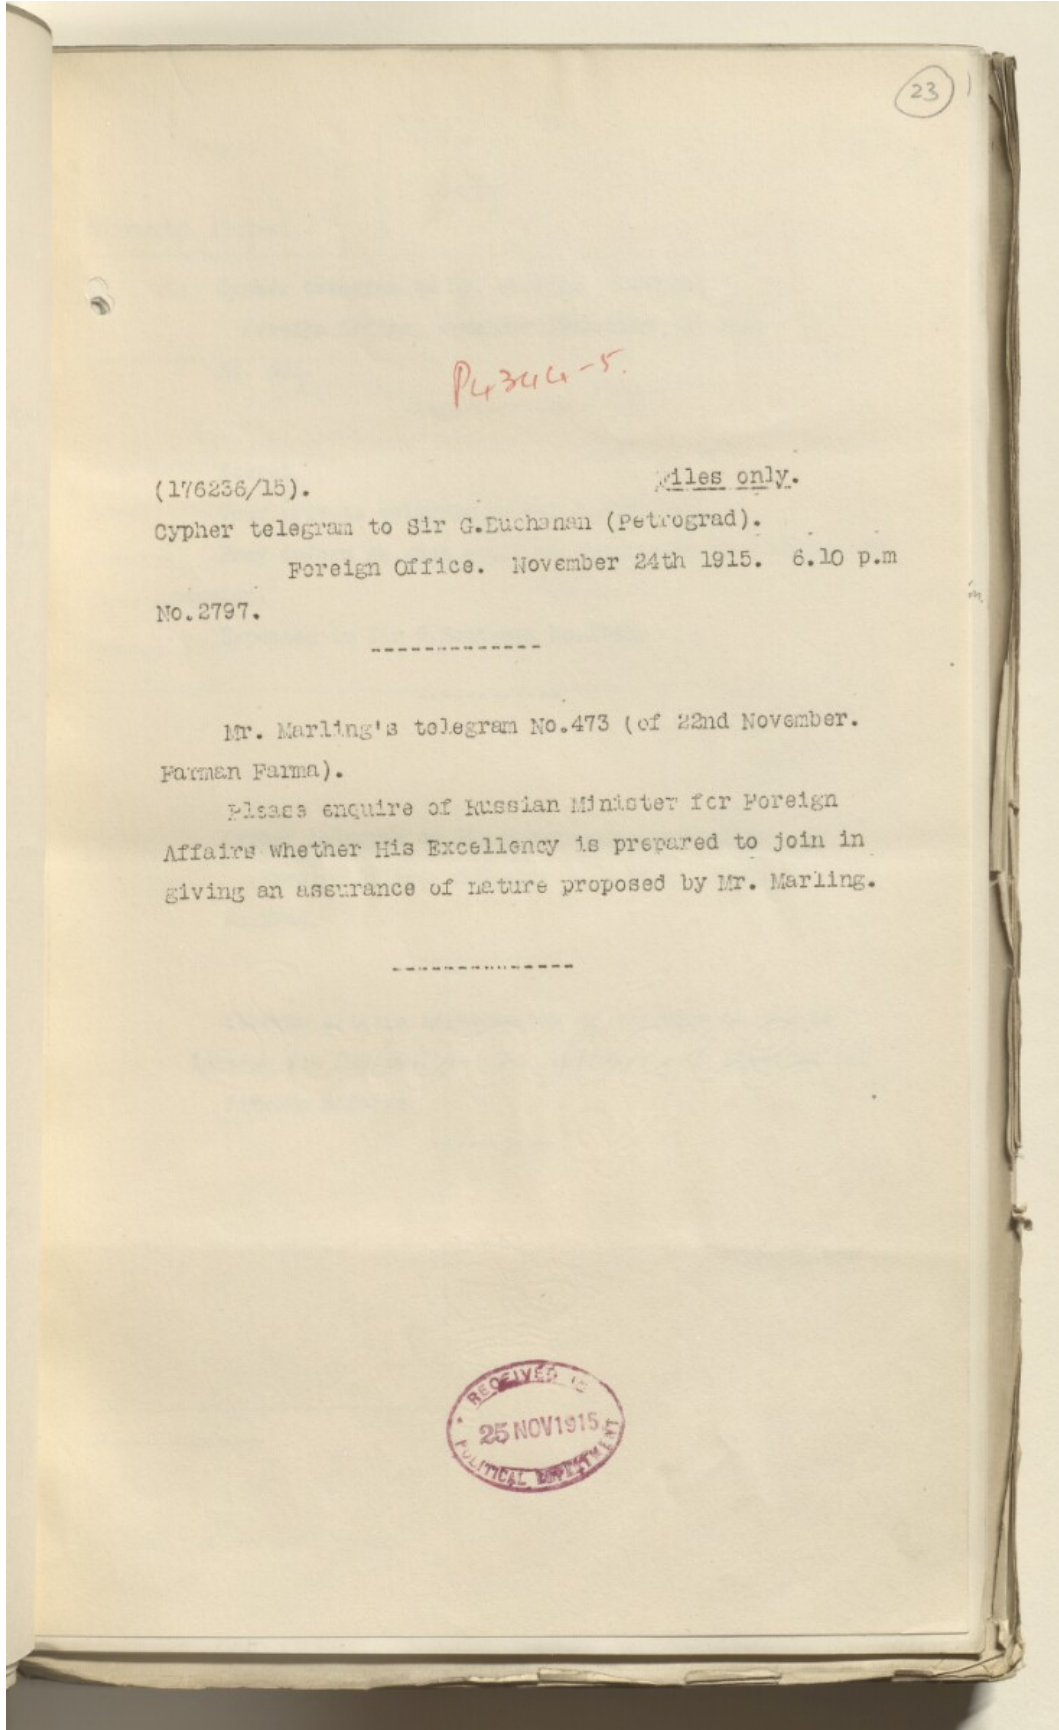 23
P4344-5.
(176236/15). Files only.
Cypher telegram to Sir G.Buchanan (Petrograd).
Foreign Office. November 24th 1915. 6.10 p.m
No.2797.
-------------
Mr. Marling's telegram No.473 (of 22nd November.
Farman Farma).
Please enquire of Russian Minister for Foreign
Affairs whether His Excellency is prepared to join in
giving an assurance of nature proposed by Mr. Marling.
--------------
RECEIVED IN
25 NOV 1915
POLITICAL DEPARTMENT